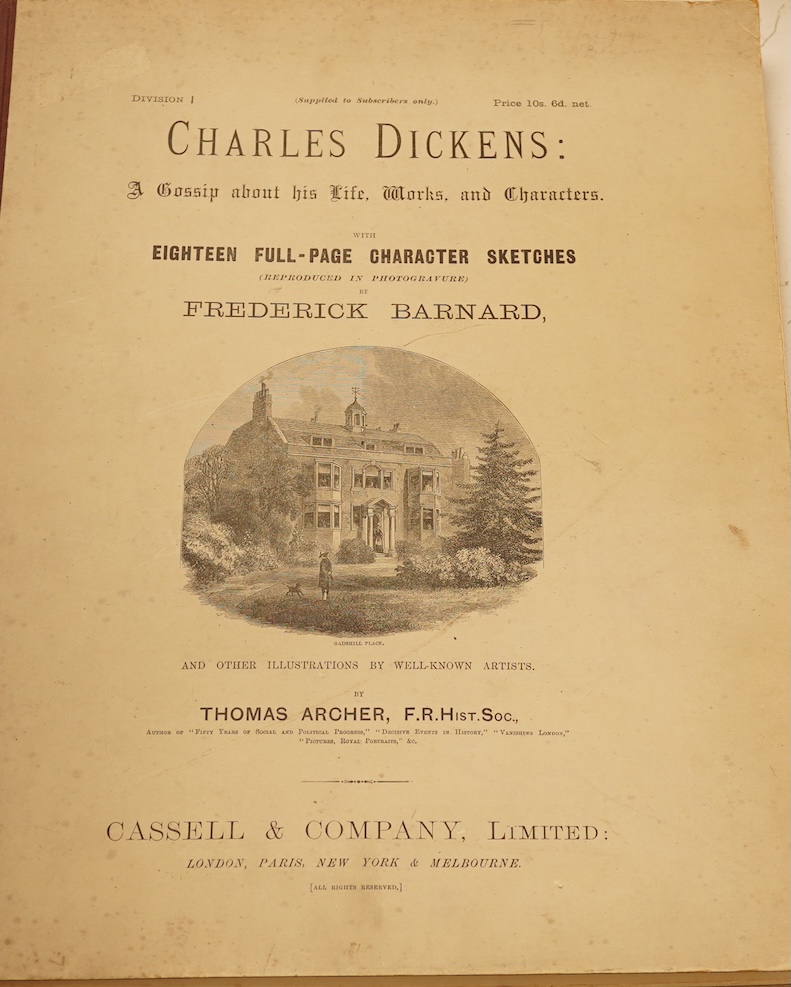 Division 1 (Supplied to Subscribers only.) Price 10s. 6d. net.
Charles Dickens:
A Gossip about his Life, Works, and Characters.
WITH
EIGHTEEN FULL-PAGE CHARACTER SKETCHES
(REPRODUCED IN PHOTOGRAVURE)
BY
FREDERICK BARNARD,
GADSHILL PLACE.
AND OTHER ILLUSTRATIONS BY WELL-KNOWN ARTISTS.
BY
THOMAS ARCHER, F.R.Hist.Soc.,
Author of "Fifty Years of Social and Political Progress," "Decisive Events in History," "Vanishing London,"
"Pictures, Royal Portraits," &c.
CASSELL & COMPANY, Limited:
LONDON, PARIS, NEW YORK & MELBOURNE.
[ALL RIGHTS RESERVED.]